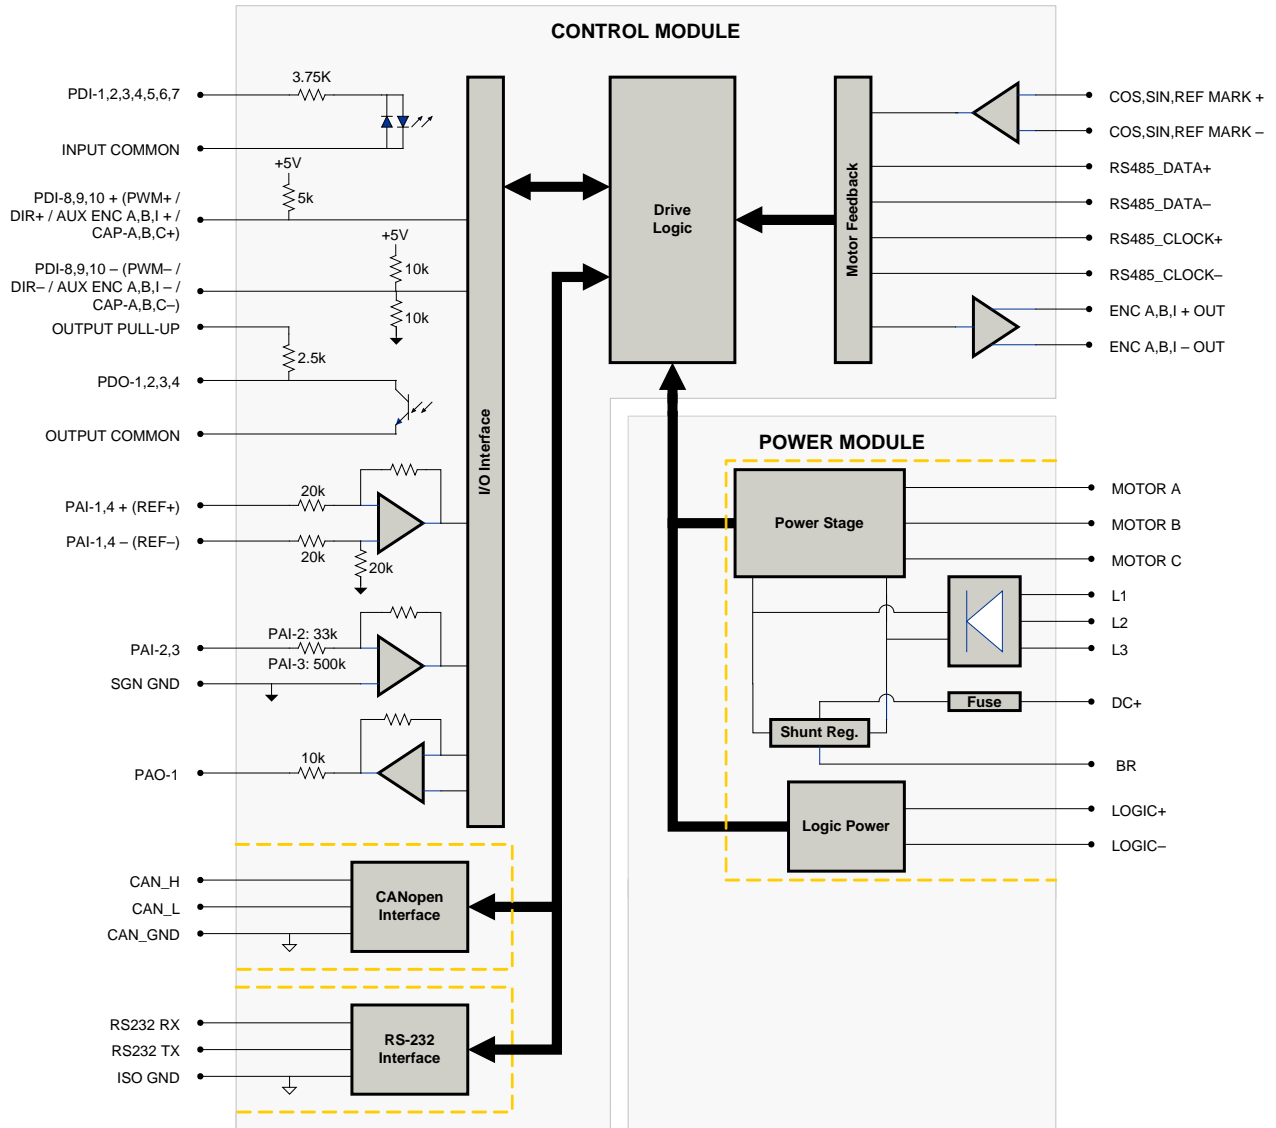 CONTROL MODULE
PDI-1,2,3,4,5,6,7
3.75K
INPUT COMMON
+5V
5k
PDI-8,9,10 + (PWM+ /
DIR+ / AUX ENC A,B,I + /
CAP-A,B,C+)
+5V
10k
10k
PDI-8,9,10 – (PWM– /
DIR– / AUX ENC A,B,I – /
CAP-A,B,C–)
OUTPUT PULL-UP
2.5k
PDO-1,2,3,4
OUTPUT COMMON
PAI-1,4 + (REF+)
20k
PAI-1,4 – (REF–)
20k
20k
PAI-2: 33k
PAI-2,3
PAI-3: 500k
SGN GND
10k
PAO-1
I/O Interface
Drive
Logic
Motor Feedback
COS,SIN,REF MARK +
COS,SIN,REF MARK –
RS485_DATA+
RS485_DATA–
RS485_CLOCK+
RS485_CLOCK–
ENC A,B,I + OUT
ENC A,B,I – OUT
CAN_H
CAN_L
CAN_GND
CANopen
Interface
RS232 RX
RS232 TX
ISO GND
RS-232
Interface
POWER MODULE
Power Stage
MOTOR A
MOTOR B
MOTOR C
L1
L2
L3
Fuse
DC+
Shunt Reg.
BR
Logic Power
LOGIC+
LOGIC–